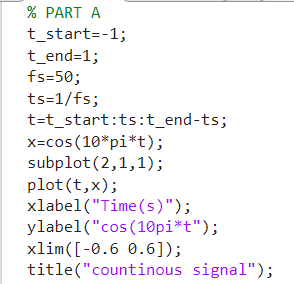 % PART A
t_start=-1;
t_end=1;
fs=50;
ts=1/fs;
t=t_start:ts:t_end-ts;
x=cos(10*pi*t);
subplot(2,1,1);
plot(t,x);
xlabel("Time(s)");
ylabel("cos(10pi*t");
xlim([-0.6 0.6]);
title("countinous signal");